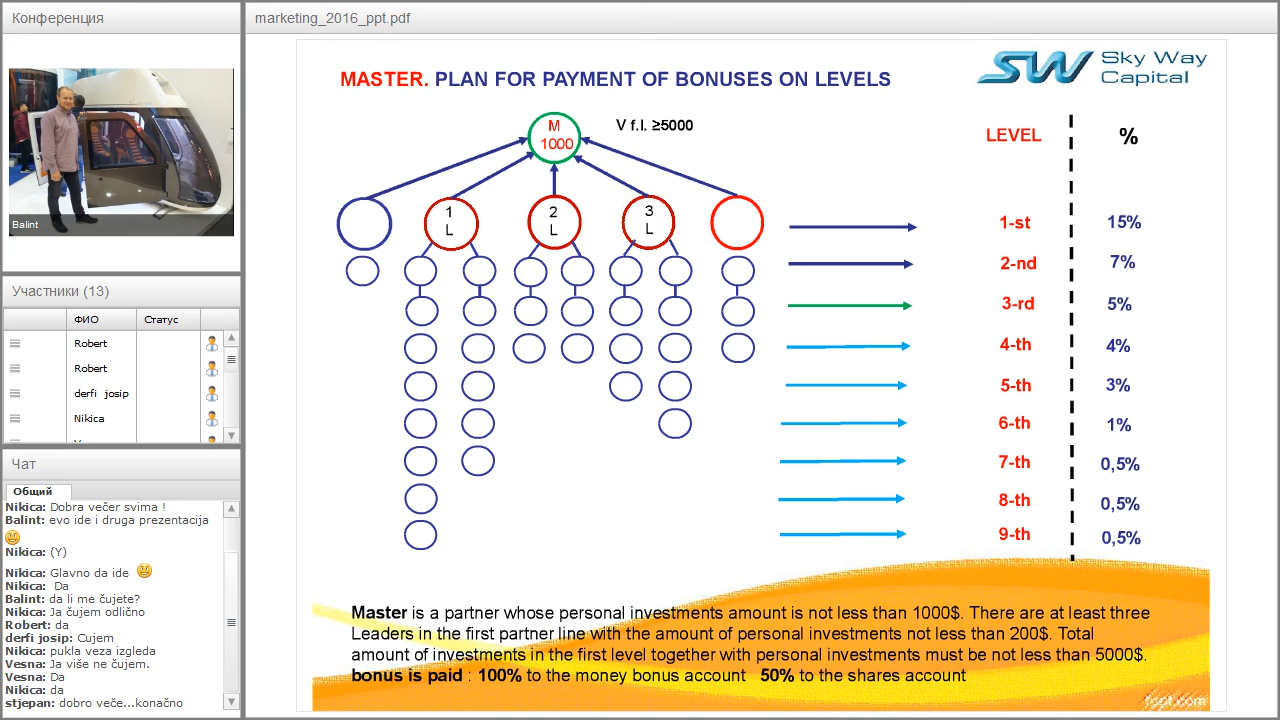 Конференция
Balint
Участники (13)
ФИО Статус
Robert
Robert
derfi josip
Nikica
Чат
Общий
Nikica: Dobra večer svima !
Balint: evo ide i druga prezentacija
Nikica: (Y)
Nikica: Glavno da ide
Nikica: Da
Balint: da li me čujete?
Nikica: Ja čujem odlično
Robert: da
derfi josip: Cujem
Nikica: pukla veza izgleda
Vesna: Ja više ne čujem.
Vesna: Da
Nikica: da
stjepan: dobro veče...konačno
marketing_2016_ppt.pdf
MASTER. PLAN FOR PAYMENT OF BONUSES ON LEVELS
SW Sky Way
Capital
M
1000
V f.l. ≥5000
LEVEL %
1
L
2
L
3
L
1-st 15%
2-nd 7%
3-rd 5%
4-th 4%
5-th 3%
6-th 1%
7-th 0,5%
8-th 0,5%
9-th 0,5%
Master is a partner whose personal investments amount is not less than 1000$. There are at least three
Leaders in the first partner line with the amount of personal investments not less than 200$. Total
amount of investments in the first level together with personal investments must be not less than 5000$.
bonus is paid : 100% to the money bonus account 50% to the shares account
fppt.com